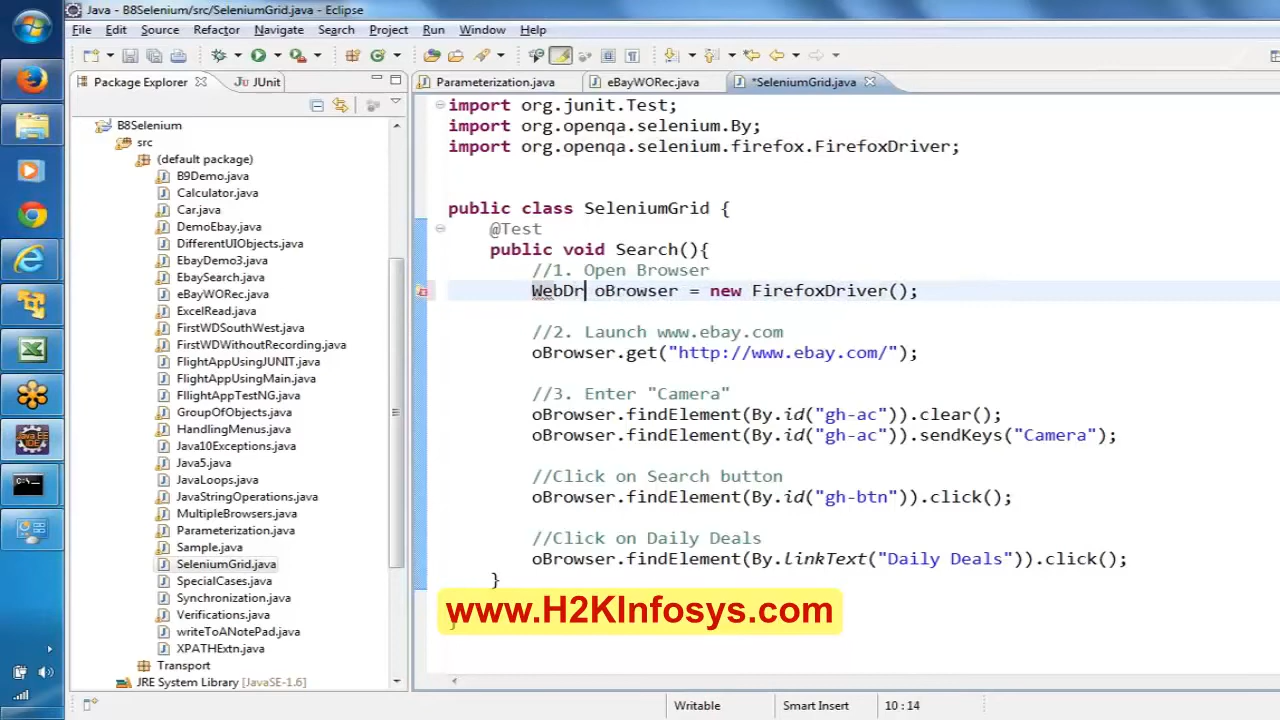 Java - B8Selenium/src/SeleniumGrid.java - Eclipse
File Edit Source Refactor Navigate Search Project Run Window Help
Package Explorer JUnit Parameterization.java eBayWORec.java *SeleniumGrid.java
B8Selenium
src
(default package)
B9Demo.java
Calculator.java
Car.java
DemoEbay.java
DifferentUIObjects.java
EbayDemo3.java
EbaySearch.java
eBayWORec.java
ExcelRead.java
FirstWDSouthWest.java
FirstWDWithoutRecording.java
FlightAppUsingJUNIT.java
FlightAppUsingMain.java
FllightAppTestNG.java
GroupOfObjects.java
HandlingMenus.java
Java10Exceptions.java
Java5.java
JavaLoops.java
JavaStringOperations.java
MultipleBrowsers.java
Parameterization.java
Sample.java
SeleniumGrid.java
SpecialCases.java
Synchronization.java
Verifications.java
writeToANotePad.java
XPATHExtn.java
Transport
JRE System Library [JavaSE-1.6]
import org.junit.Test;
import org.openqa.selenium.By;
import org.openqa.selenium.firefox.FirefoxDriver;
public class SeleniumGrid {
@Test
public void Search(){
//1. Open Browser
WebDr oBrowser = new FirefoxDriver();
//2. Launch www.ebay.com
oBrowser.get("http://www.ebay.com/");
//3. Enter "Camera"
oBrowser.findElement(By.id("gh-ac")).clear();
oBrowser.findElement(By.id("gh-ac")).sendKeys("Camera");
//Click on Search button
oBrowser.findElement(By.id("gh-btn")).click();
//Click on Daily Deals
oBrowser.findElement(By.linkText("Daily Deals")).click();
}
www.H2KInfosys.com
Writable Smart Insert 10 : 14